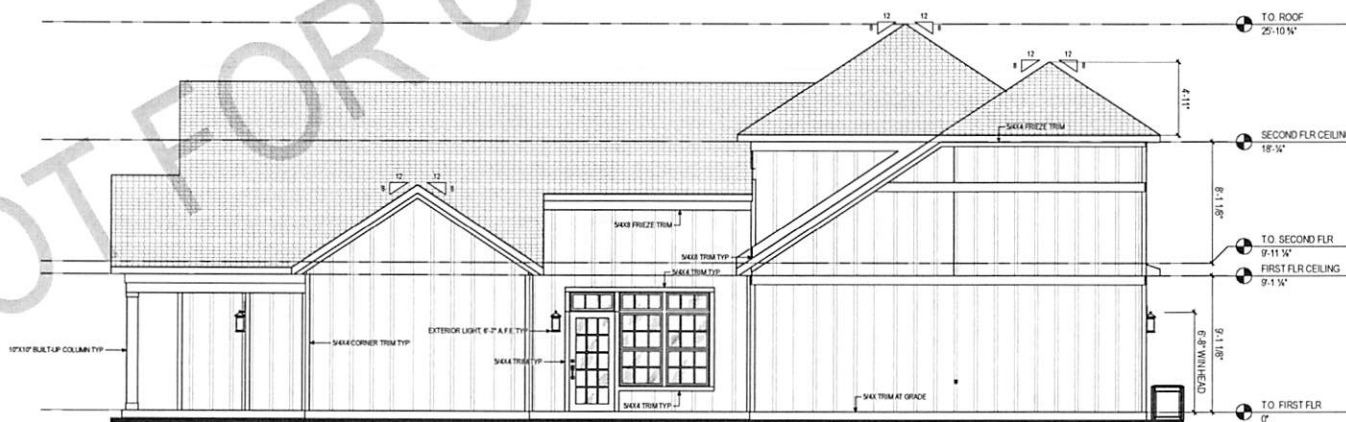 NOT FOR C
12
8
12
8
T.O. ROOF
25'-10 ¾"
12
8
12
8
4'-11"
5/4X4 FRIEZE TRIM
SECOND FLR CEILING
18'-¼"
12
8
12
8
8'-1 1/8"
5/4X8 FRIEZE TRIM
T.O. SECOND FLR
9'-11 ¼"
5/4X8 TRIM TYP
5/4X4 TRIM TYP
FIRST FLR CEILING
9'-1 ¼"
EXTERIOR LIGHT, 6'-2" A.F.F. TYP
5/4X4 CORNER TRIM TYP
10"X10" BUILT-UP COLUMN TYP
5/4X4 TRIM TYP
9'-1 1/8"
6'-8" WIN HEAD
5/4X4 TRIM TYP
5/4X TRIM AT GRADE
T.O. FIRST FLR
0"